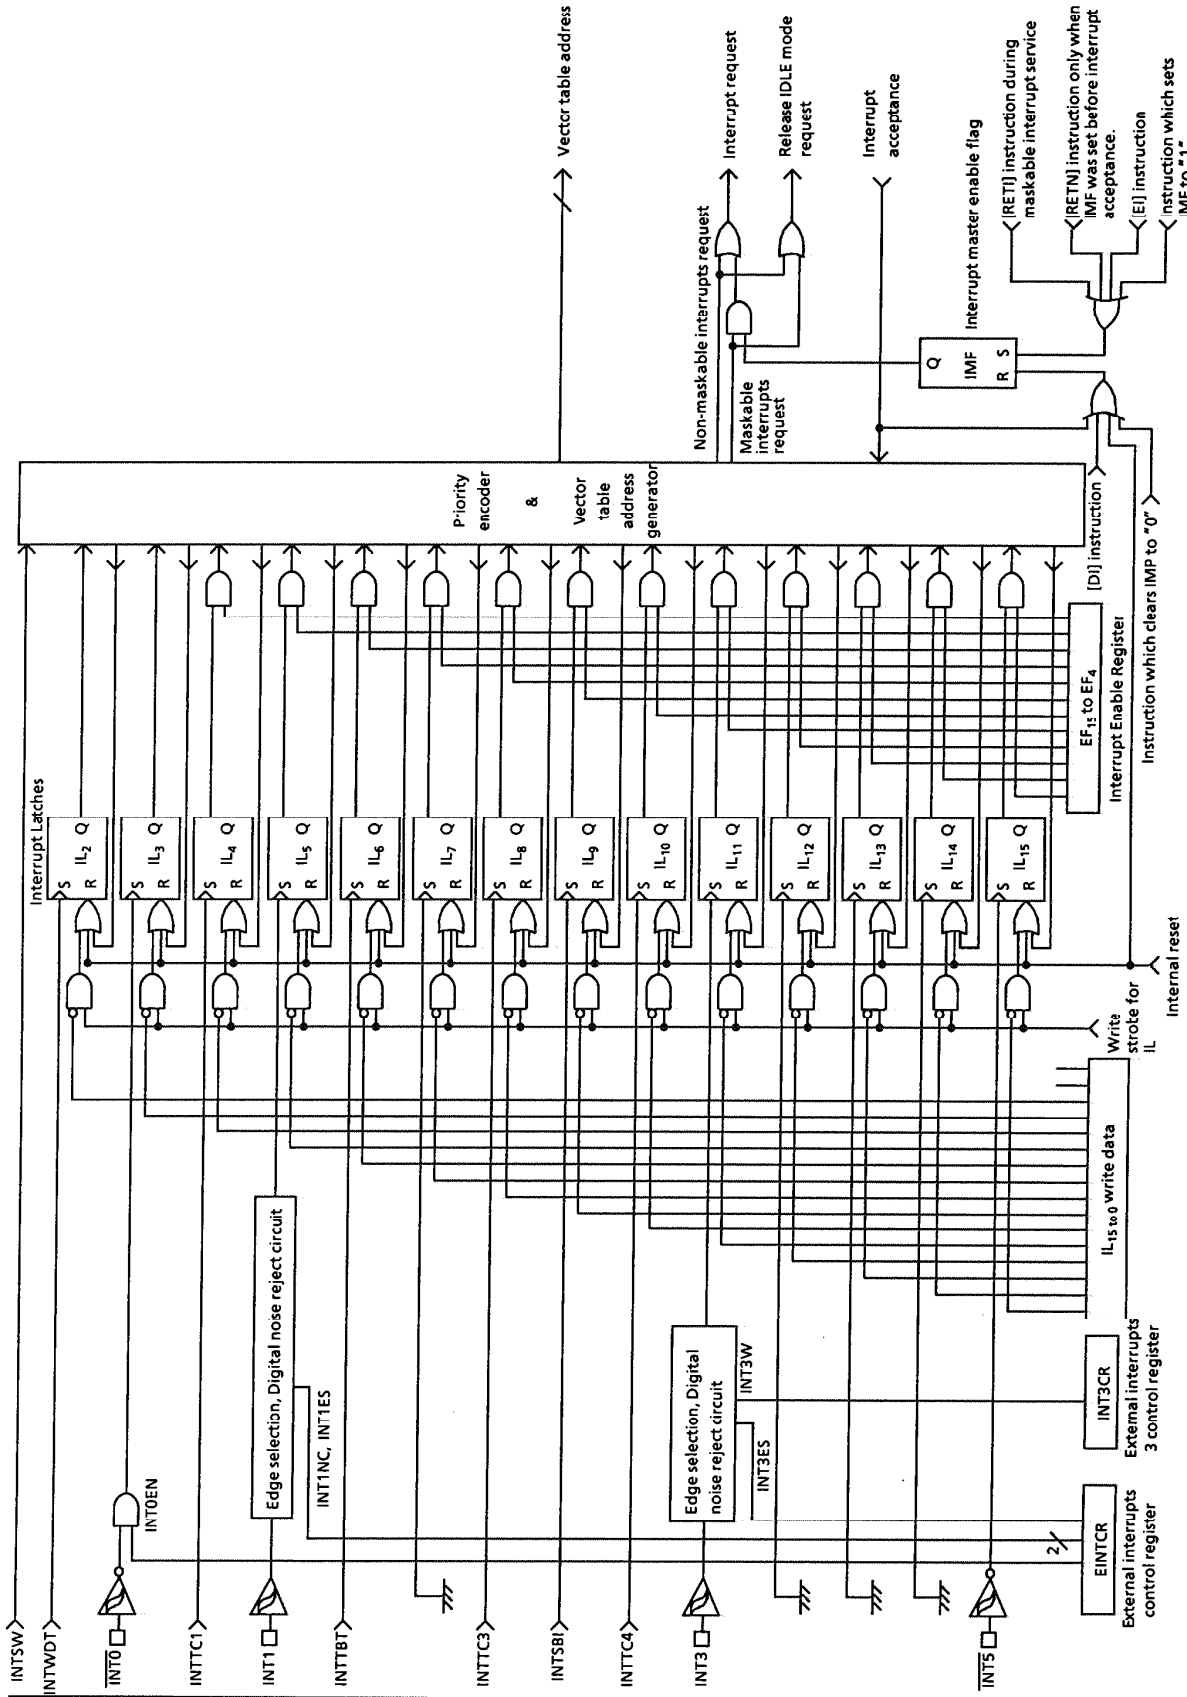 INTSW
INTWDT
INT0
INTTC1
INT1
INTTBT
INTTC3
INTSBI
INTTC4
INT3
INT5
INT0EN
Edge selection, Digital noise reject circuit
INT1NC, INT1ES
Edge selection, Digital
noise reject circuit
INT3W
INT3ES
2
EINTCR
External interrupts
control register
INT3CR
External interrupts
3 control register
IL15 to 0 write data
Write
strobe for
IL
Internal reset
Interrupt Latches
S IL2 Q
R
S IL3 Q
R
S IL4 Q
R
S IL5 Q
R
S IL6 Q
R
S IL7 Q
R
S IL8 Q
R
S IL9 Q
R
S IL10 Q
R
S IL11 Q
R
S IL12 Q
R
S IL13 Q
R
S IL14 Q
R
S IL15 Q
R
EF15 to EF4
Interrupt Enable Register
Instruction which clears IMP to "0"
[DI] instruction
Priority
encoder
&
Vector
table
address
generator
Vector table address
Non-maskable interrupts request
Maskable
interrupts
request
Interrupt request
Release IDLE mode
request
Interrupt
acceptance
Interrupt master enable flag
Q
IMF
R S
[RETI] instruction during
maskable interrupt service
[RETN] instruction only when
IMF was set before interrupt
acceptance.
[EI] instruction
Instruction which sets
IMF to "1"